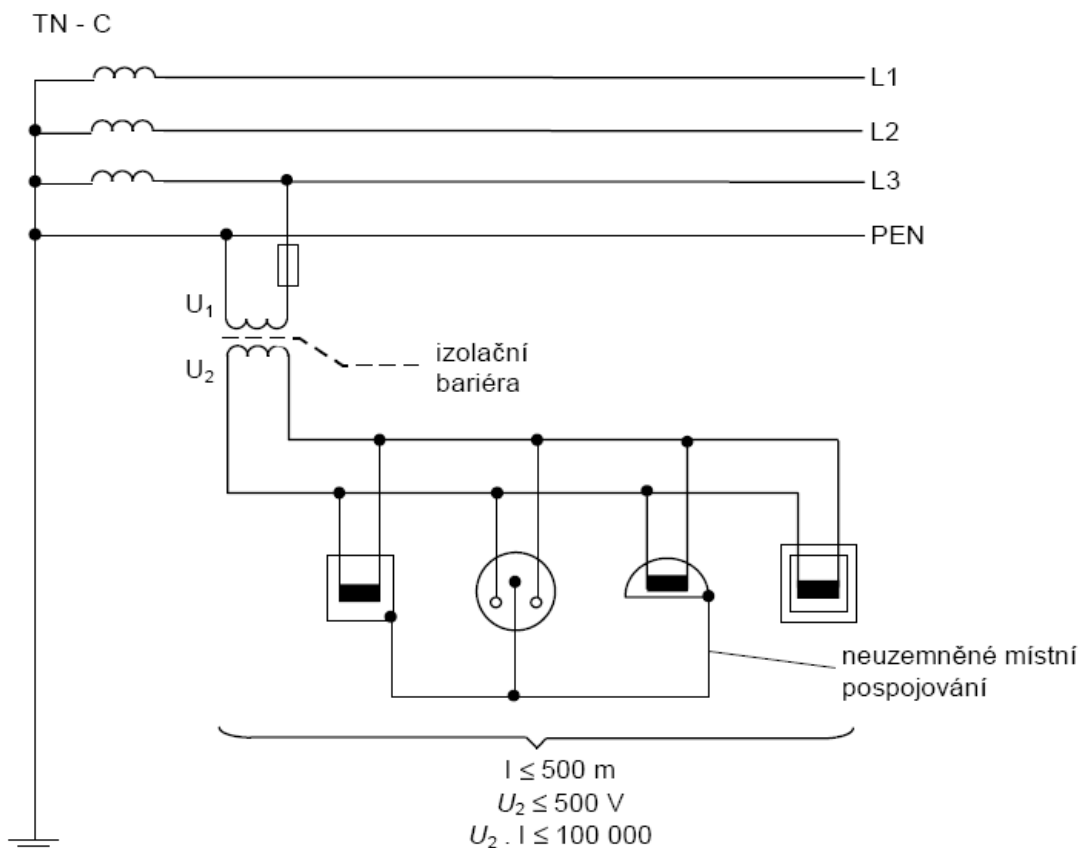 TN - C
L1
L2
L3
PEN
U₁
U₂
izolační
bariéra
neuzemněné místní
pospojování
l ≤ 500 m
U₂ ≤ 500 V
U₂ . l ≤ 100 000